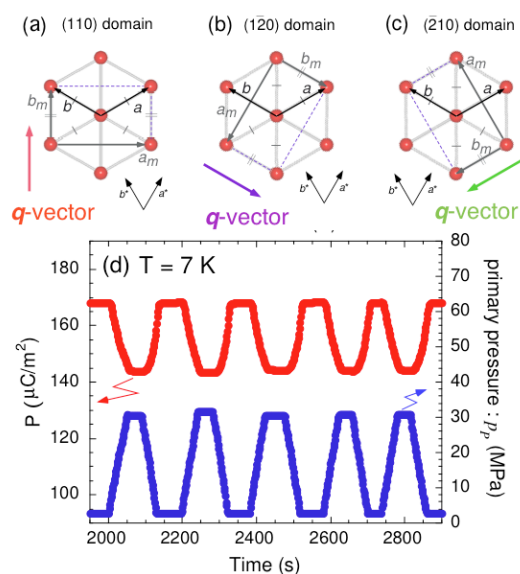 (a) (110) domain
b_m b a a_m
b* a*
q-vector
(b) (1̄20) domain
b_m b a a_m
b* a*
q-vector
(c) (2̄10) domain
a_m b a b_m
b* a*
q-vector
(d) T = 7 K
P (μC/m²)
180
160
140
120
100
primary pressure : p_p (MPa)
80
70
60
50
40
30
20
10
0
2000 2200 2400 2600 2800
Time (s)